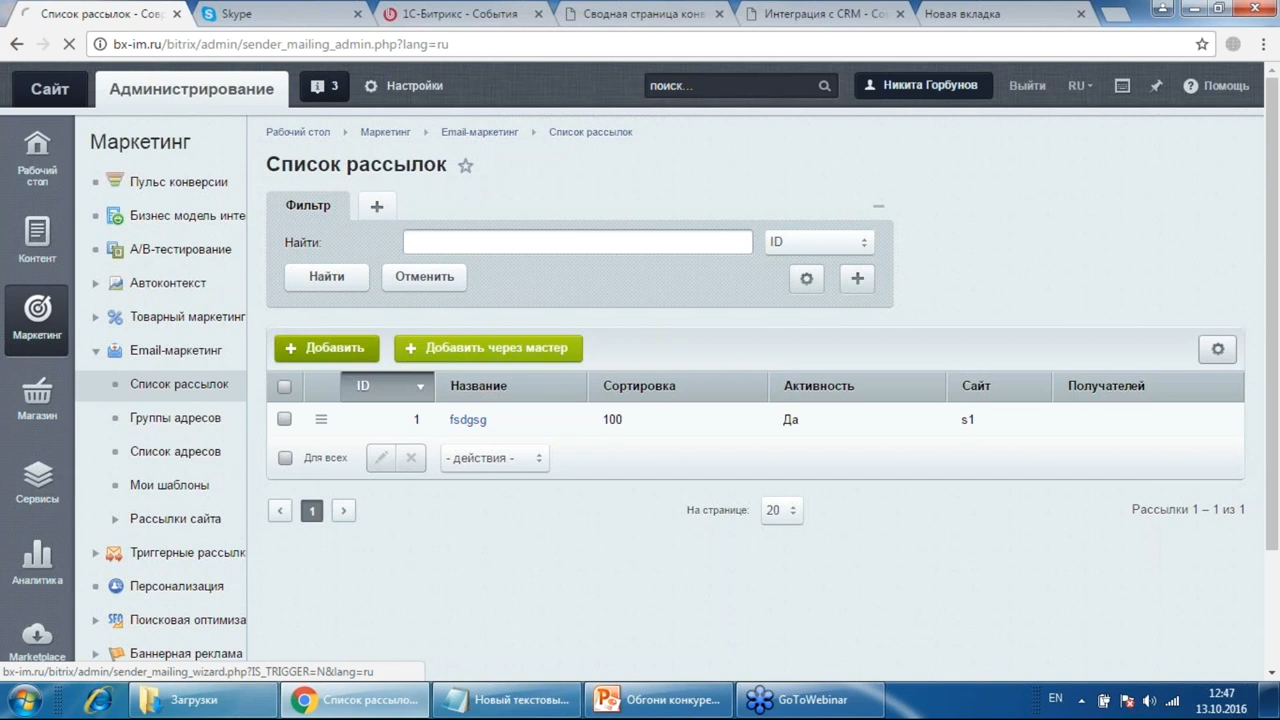 Список рассылок - Сов
Skype
1С-Битрикс - События
Сводная страница кон
Интеграция с CRM - Со
Новая вкладка
bx-im.ru/bitrix/admin/sender_mailing_admin.php?lang=ru
Сайт
Администрирование
3
Настройки
поиск...
Никита Горбунов
Выйти
RU
Помощь
Рабочий стол
Контент
Маркетинг
Магазин
Сервисы
Аналитика
Marketplace
Маркетинг
Пульс конверсии
Бизнес модель инте
А/В-тестирование
Автоконтекст
Товарный маркетинг
Email-маркетинг
Список рассылок
Группы адресов
Список адресов
Мои шаблоны
Рассылки сайта
Триггерные рассылк
Персонализация
Поисковая оптимиза
Баннерная реклама
Рабочий стол Маркетинг Email-маркетинг Список рассылок
Список рассылок
Фильтр
Найти:
ID
Найти Отменить
Добавить Добавить через мастер
ID Название Сортировка Активность Сайт Получателей
1 fsdgsg 100 Да s1
Для всех - действия -
1
На странице: 20
Рассылки 1 – 1 из 1
bx-im.ru/bitrix/admin/sender_mailing_wizard.php?IS_TRIGGER=N&lang=ru
Загрузки
Список рассыло...
Новый текстовы...
Обгони конкуре...
GoToWebinar
EN
12:47
13.10.2016